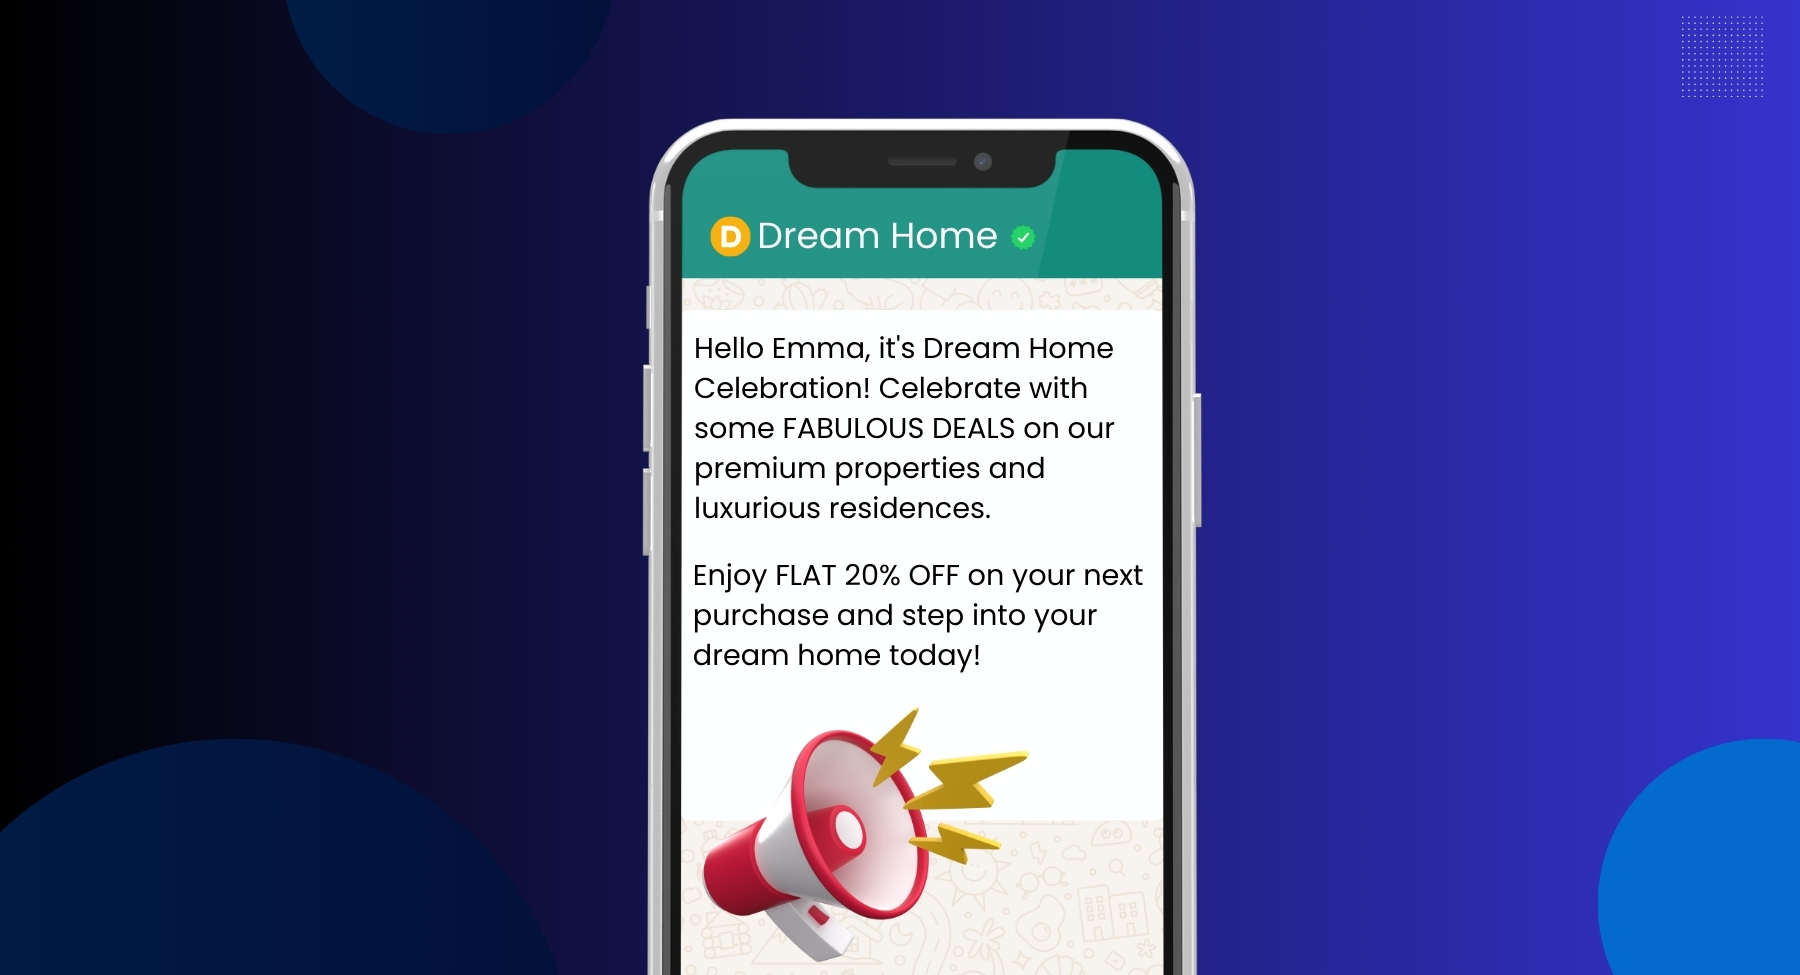 D Dream Home
Hello Emma, it's Dream Home
Celebration! Celebrate with
some FABULOUS DEALS on our
premium properties and
luxurious residences.
Enjoy FLAT 20% OFF on your next
purchase and step into your
dream home today!